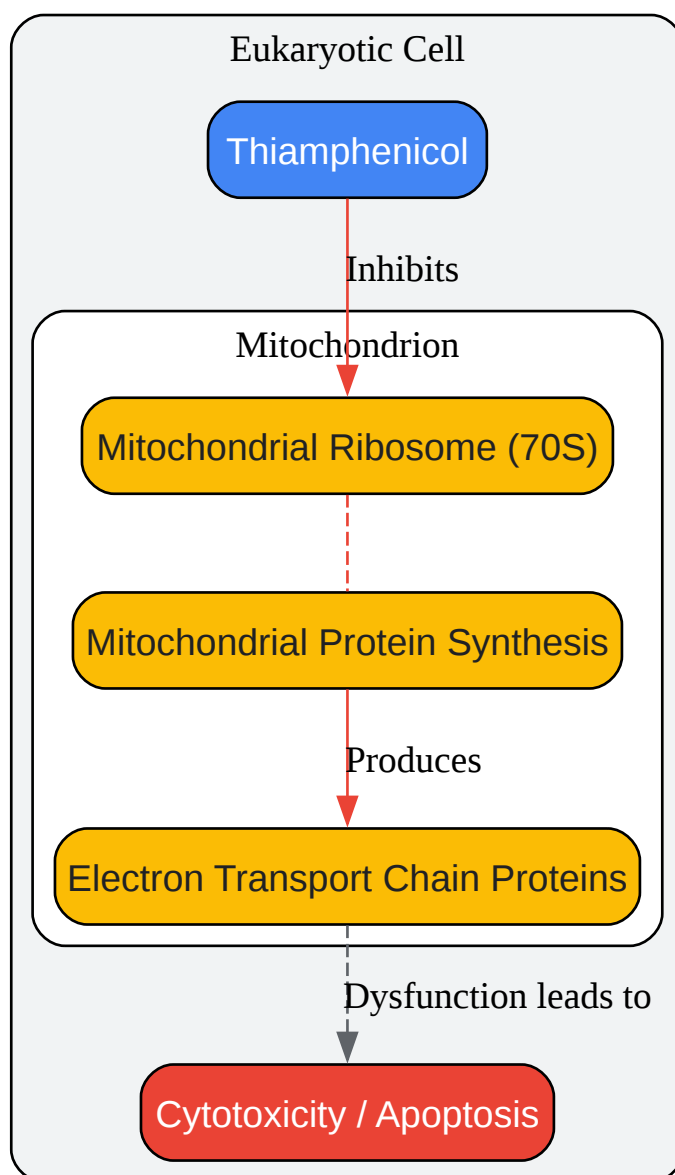 Eukaryotic Cell
Thiamphenicol
Inhibits
Mitochondrion
Mitochondrial Ribosome (70S)
Mitochondrial Protein Synthesis
Produces
Electron Transport Chain Proteins
Dysfunction leads to
Cytotoxicity / Apoptosis